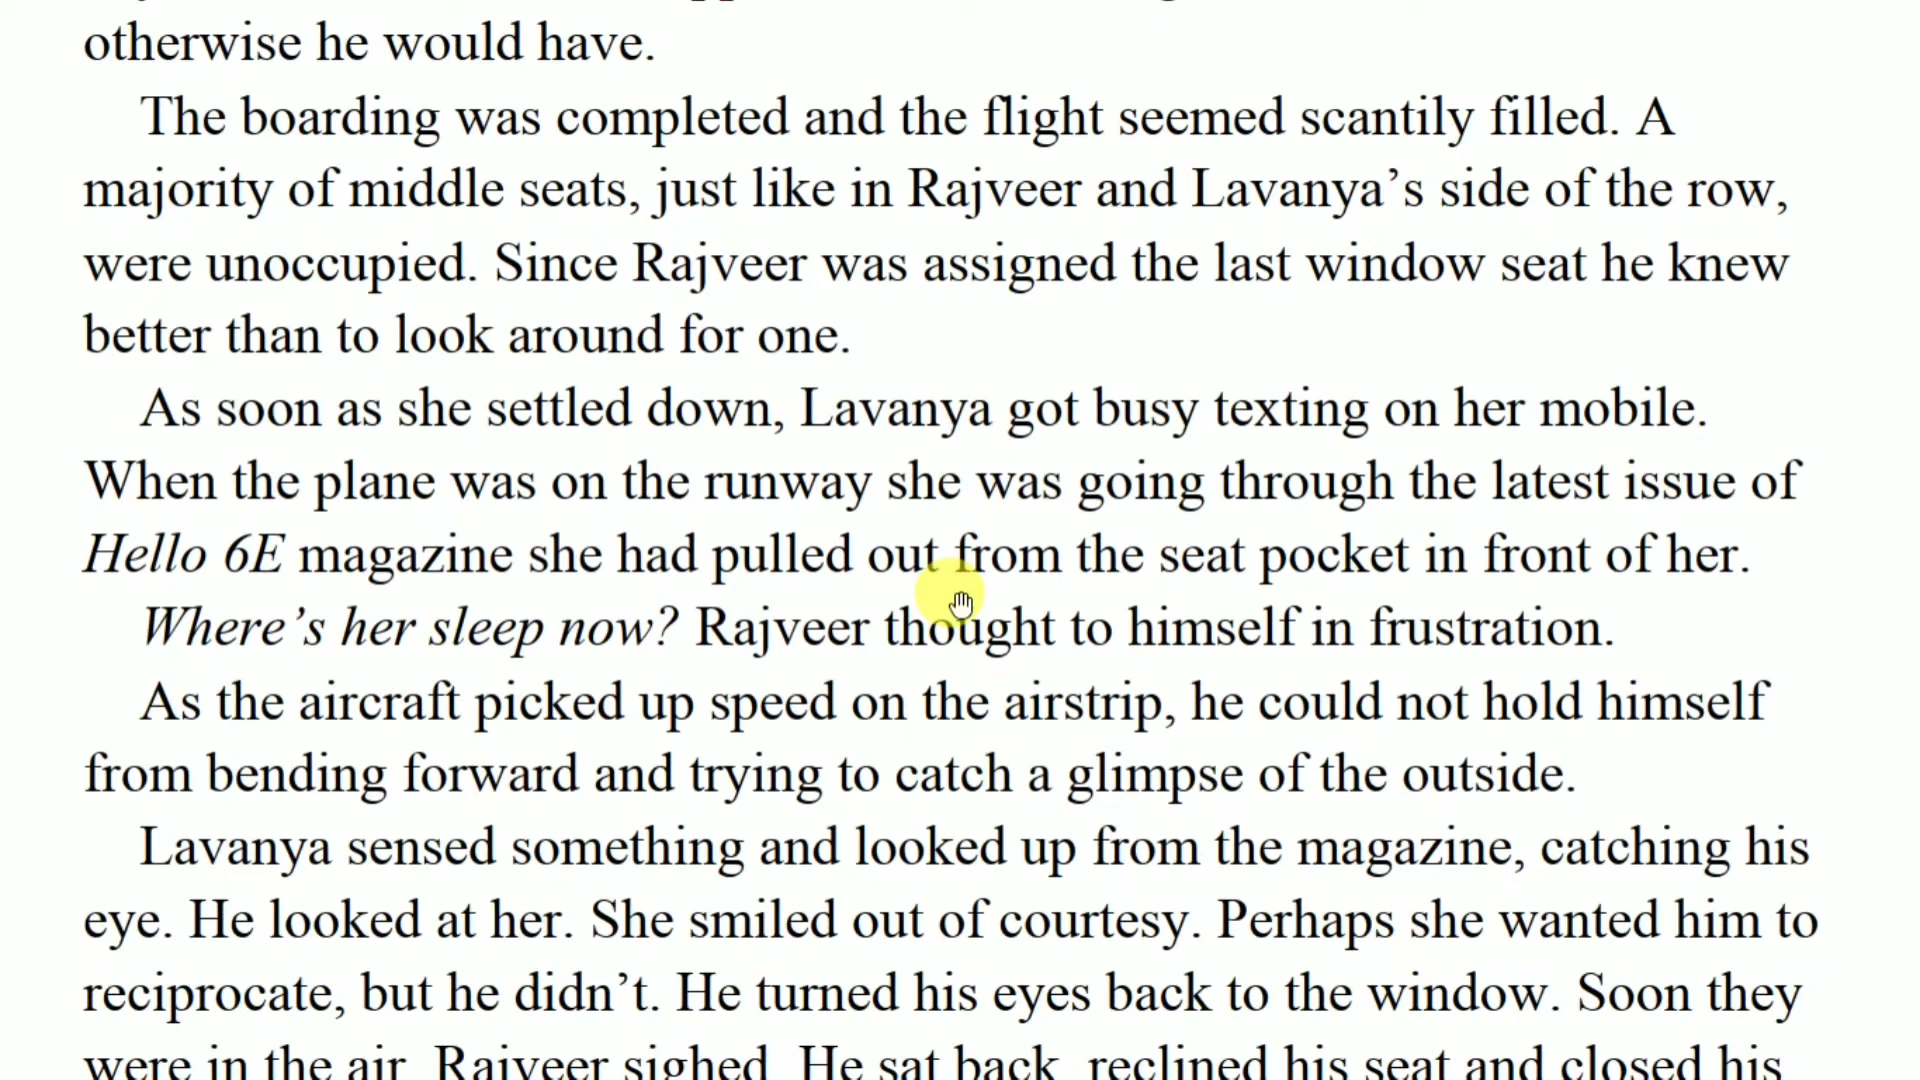 otherwise he would have.
The boarding was completed and the flight seemed scantily filled. A
majority of middle seats, just like in Rajveer and Lavanya’s side of the row,
were unoccupied. Since Rajveer was assigned the last window seat he knew
better than to look around for one.
As soon as she settled down, Lavanya got busy texting on her mobile.
When the plane was on the runway she was going through the latest issue of
Hello 6E magazine she had pulled out from the seat pocket in front of her.
Where’s her sleep now? Rajveer thought to himself in frustration.
As the aircraft picked up speed on the airstrip, he could not hold himself
from bending forward and trying to catch a glimpse of the outside.
Lavanya sensed something and looked up from the magazine, catching his
eye. He looked at her. She smiled out of courtesy. Perhaps she wanted him to
reciprocate, but he didn’t. He turned his eyes back to the window. Soon they
were in the air. Rajveer sighed. He sat back, reclined his seat and closed his